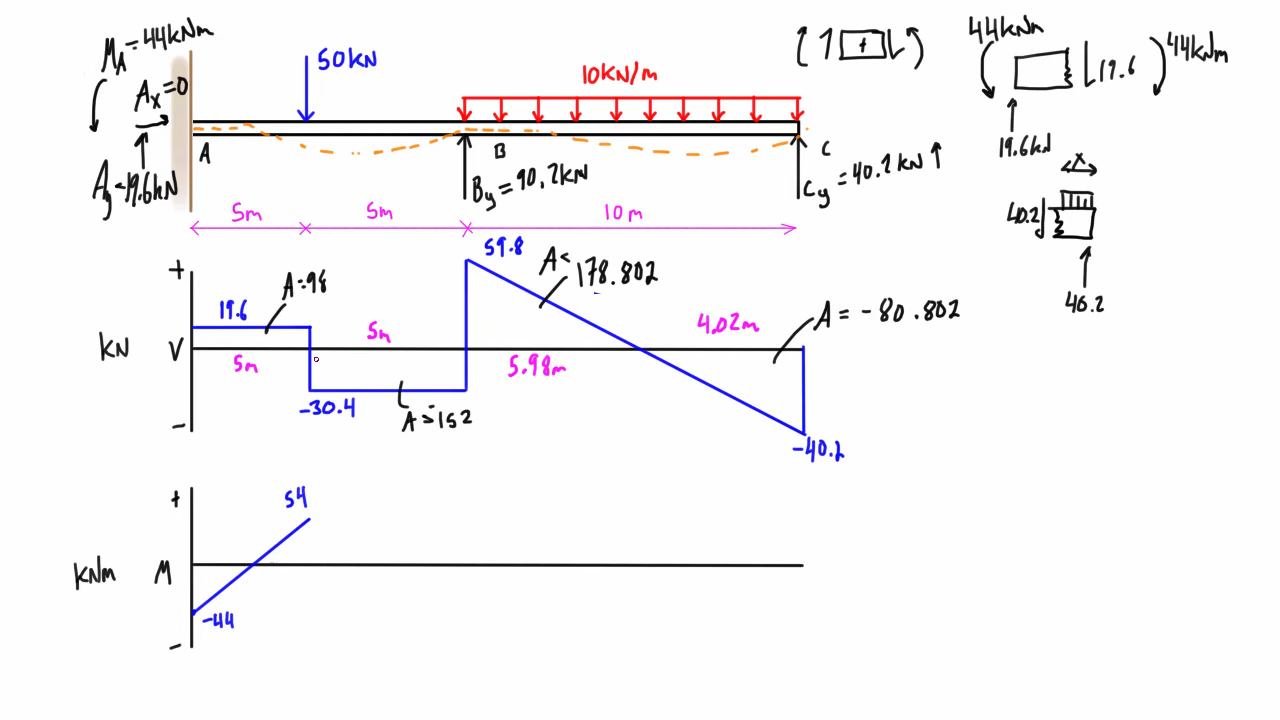 MA = 44kNm
50kN
10kN/m
Ax = 0
A
B
C
Ay = 19.6kN
By = 90.2kN
Cy = 40.2 kN ↑
5m
5m
10 m
44kNm
19.6
44kNm
19.6kN
x
40.2
40.2
+
kN V
-
19.6
A = 98
5m
-30.4
5m
A = -152
59.8
A = 178.802
5.98m
4.02m
A = -80.802
-40.2
+
kNm M
-
54
-44